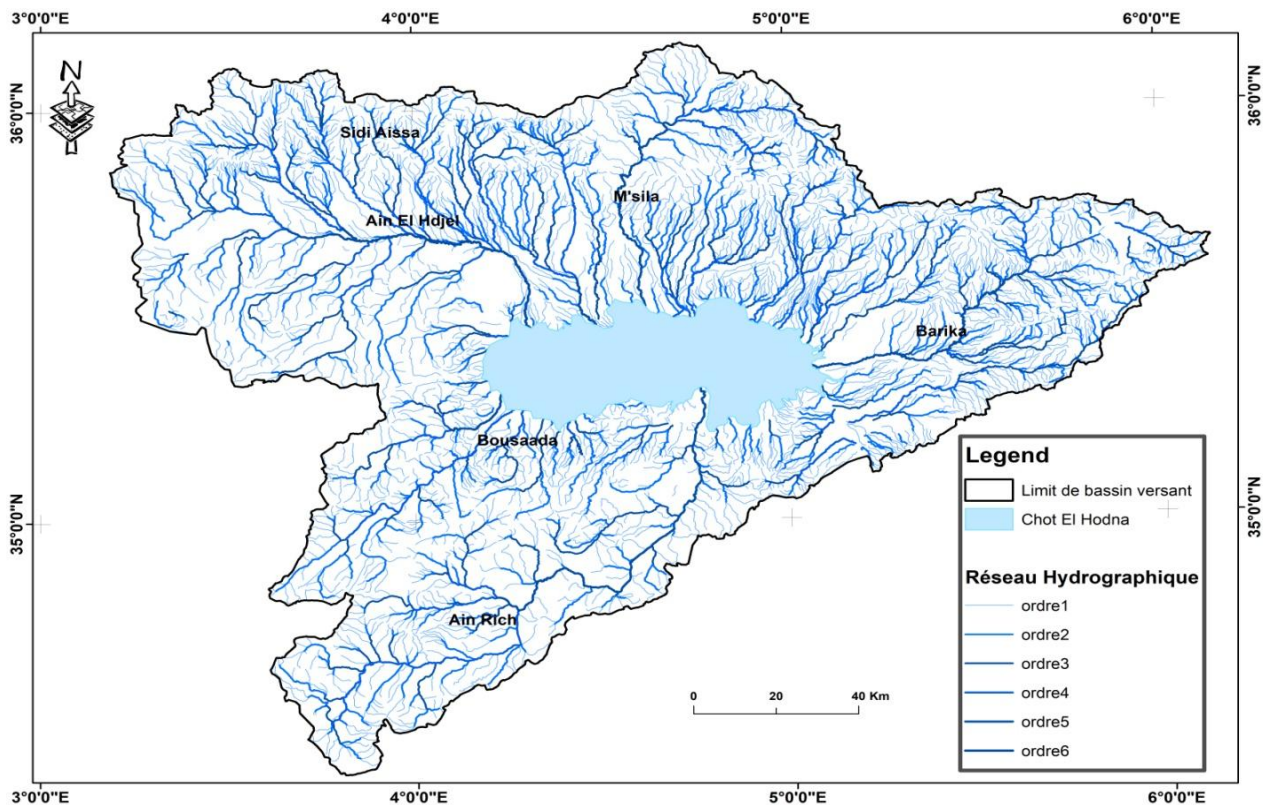 3°0'0"E 4°0'0"E 5°0'0"E 6°0'0"E
N
36°0'0"N
36°0'0"N
Sidi Aissa
M'sila
Ain El Hdjel
Barika
Bousaada
35°0'0"N
35°0'0"N
Ain Rich
Legend
Limit de bassin versant
Chot El Hodna
Réseau Hydrographique
ordre1
ordre2
ordre3
ordre4
ordre5
ordre6
0 20 40 Km
3°0'0"E 4°0'0"E 5°0'0"E 6°0'0"E